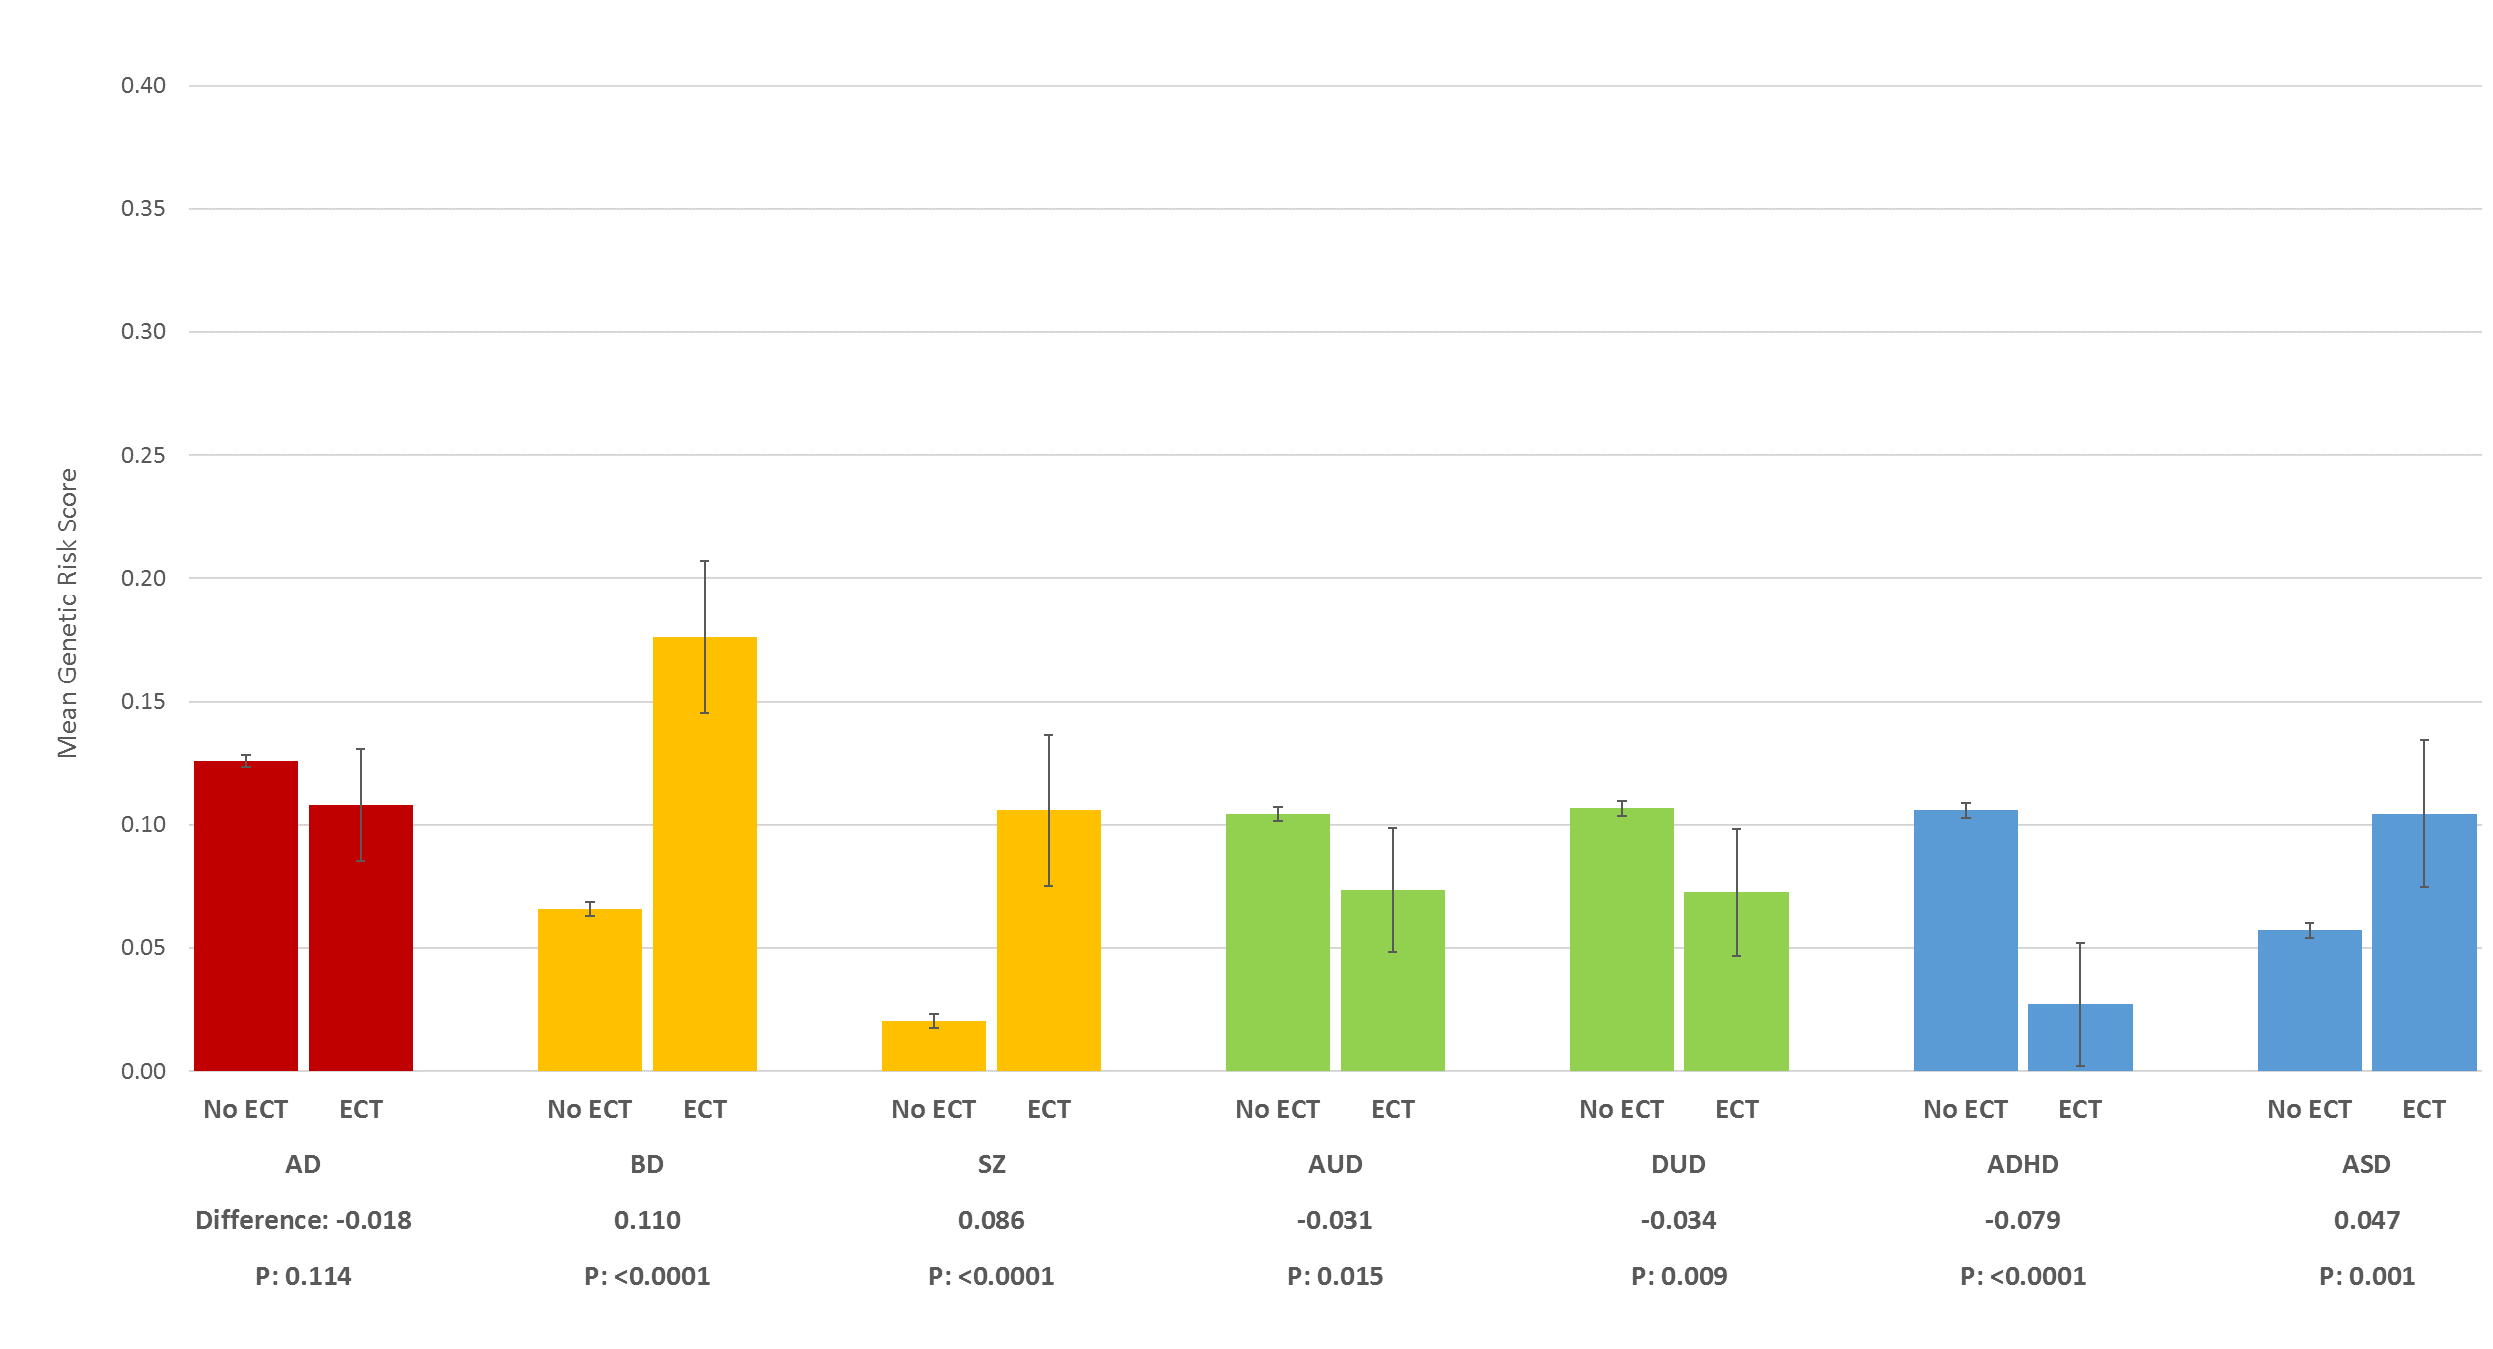 0.40
0.35
0.30
0.25
0.20
0.15
0.10
0.05
0.00
Mean Genetic Risk Score
No ECT ECT No ECT ECT No ECT ECT No ECT ECT No ECT ECT No ECT ECT No ECT ECT
AD BD SZ AUD DUD ADHD ASD
Difference: -0.018 0.110 0.086 -0.031 -0.034 -0.079 0.047
P: 0.114 P: <0.0001 P: <0.0001 P: 0.015 P: 0.009 P: <0.0001 P: 0.001